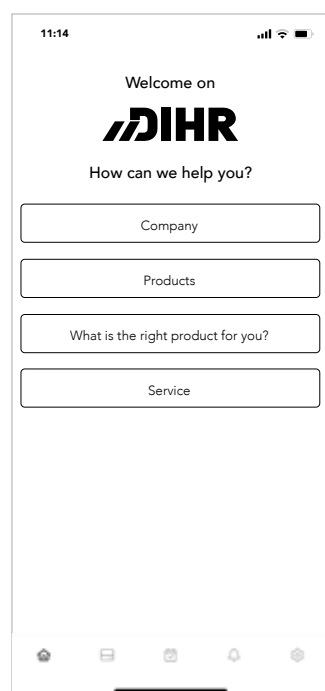 11:14
Welcome on
DIHR
How can we help you?
Company
Products
What is the right product for you?
Service